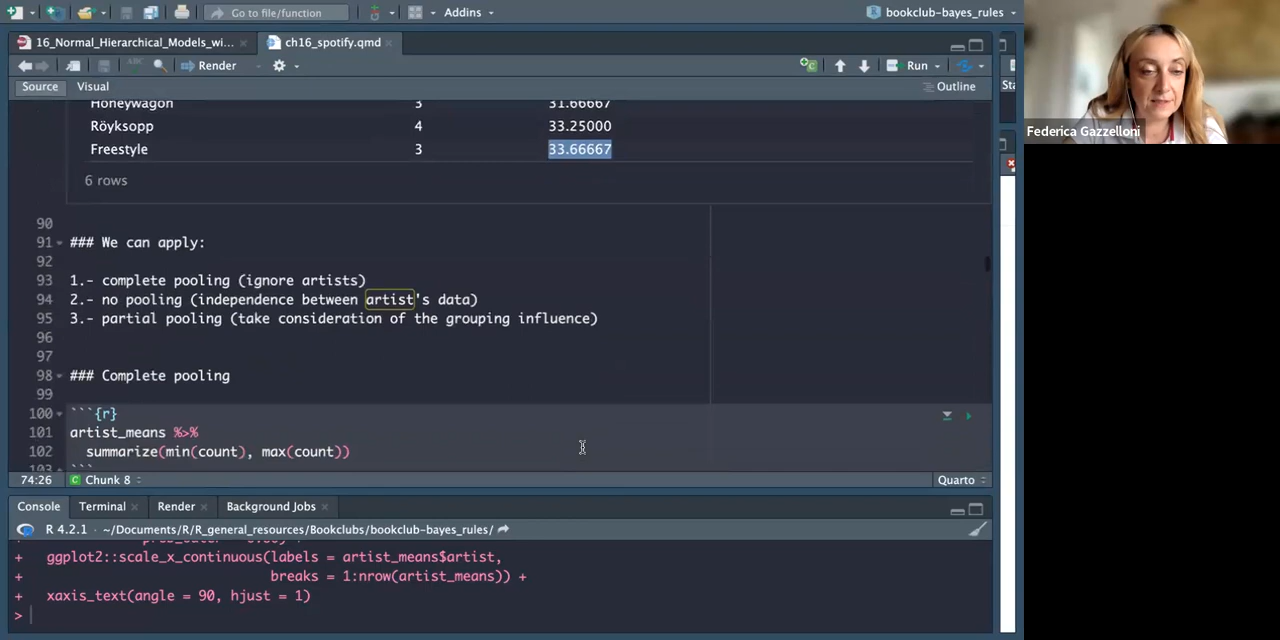 Go to file/function
Addins
bookclub-bayes_rules
16_Normal_Hierarchical_Models_wi...
ch16_spotify.qmd
ABC
Render
Run
Source
Visual
Outline
Sta
Honeywagon 3 31.66667
Röyksopp 4 33.25000
Freestyle 3 33.66667
6 rows
90
91 ### We can apply:
92
93 1.- complete pooling (ignore artists)
94 2.- no pooling (independence between artist's data)
95 3.- partial pooling (take consideration of the grouping influence)
96
97
98 ### Complete pooling
99
100 ```{r}
101 artist_means %>%
102 summarize(min(count), max(count))
103 ```
74:26 Chunk 8 Quarto
Console Terminal Render Background Jobs
R 4.2.1 · ~/Documents/R/R_general_resources/Bookclubs/bookclub-bayes_rules/
+ ggplot2::scale_x_continuous(labels = artist_means$artist,
+ breaks = 1:nrow(artist_means)) +
+ xaxis_text(angle = 90, hjust = 1)
>
Federica Gazzelloni